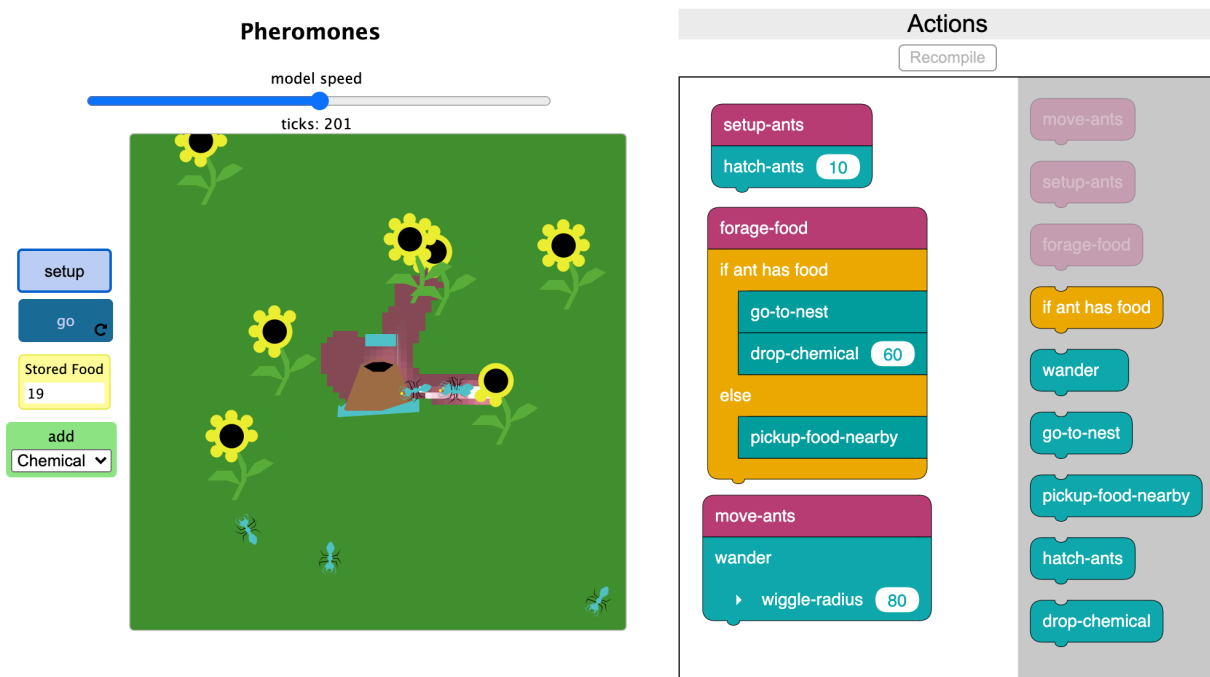 Pheromones
model speed
ticks: 201
setup
go
Stored Food
19
add
Chemical
Actions
Recompile
setup-ants
hatch-ants 10
forage-food
if ant has food
go-to-nest
drop-chemical 60
else
pickup-food-nearby
move-ants
wander
wiggle-radius 80
move-ants
setup-ants
forage-food
if ant has food
wander
go-to-nest
pickup-food-nearby
hatch-ants
drop-chemical